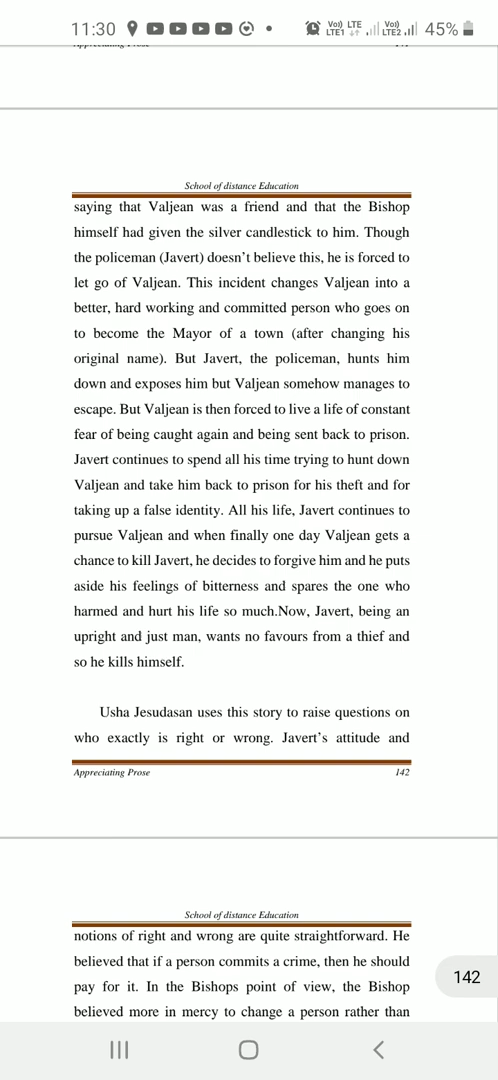 11:30
Vo)) LTE Vo))
LTE1 LTE2
45%
Appreciating Prose 141
School of distance Education
saying that Valjean was a friend and that the Bishop
himself had given the silver candlestick to him. Though
the policeman (Javert) doesn’t believe this, he is forced to
let go of Valjean. This incident changes Valjean into a
better, hard working and committed person who goes on
to become the Mayor of a town (after changing his
original name). But Javert, the policeman, hunts him
down and exposes him but Valjean somehow manages to
escape. But Valjean is then forced to live a life of constant
fear of being caught again and being sent back to prison.
Javert continues to spend all his time trying to hunt down
Valjean and take him back to prison for his theft and for
taking up a false identity. All his life, Javert continues to
pursue Valjean and when finally one day Valjean gets a
chance to kill Javert, he decides to forgive him and he puts
aside his feelings of bitterness and spares the one who
harmed and hurt his life so much.Now, Javert, being an
upright and just man, wants no favours from a thief and
so he kills himself.
Usha Jesudasan uses this story to raise questions on
who exactly is right or wrong. Javert’s attitude and
Appreciating Prose 142
School of distance Education
notions of right and wrong are quite straightforward. He
believed that if a person commits a crime, then he should
pay for it. In the Bishops point of view, the Bishop
believed more in mercy to change a person rather than
142